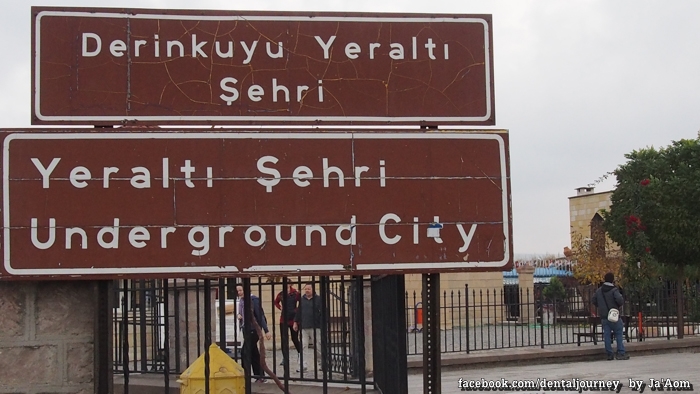 Derinkuyu Yeraltı
Şehri
Yeraltı Şehri
Underground City
facebook.com/dentaljourney by Ja'Aom